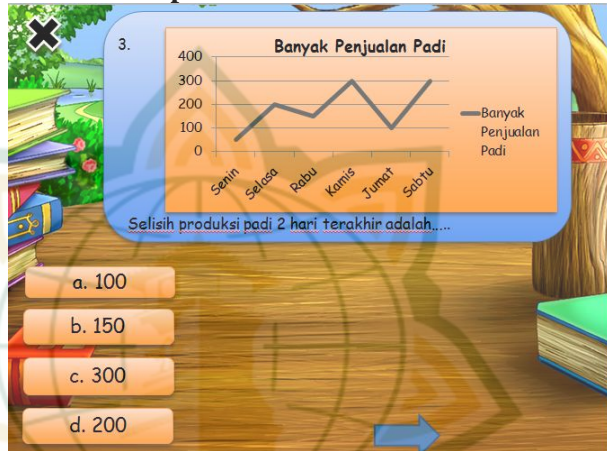 3.
Banyak Penjualan Padi
400
300
200
100
0
Senin
Selasa
Rabu
Kamis
Jumat
Sabtu
Banyak
Penjualan
Padi
Selisih produksi padi 2 hari terakhir adalah.....
a. 100
b. 150
c. 300
d. 200